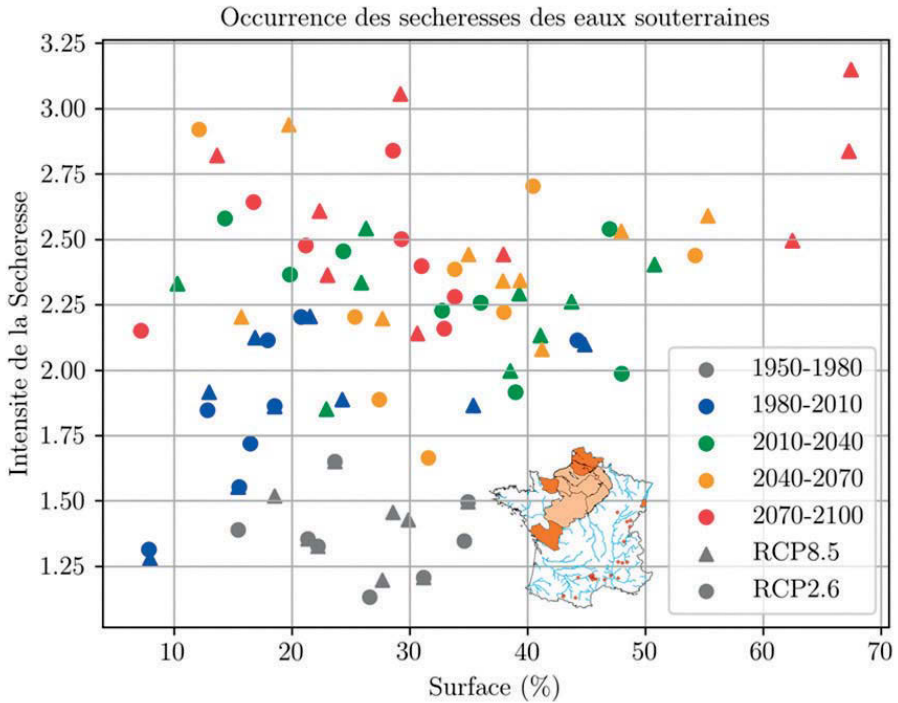 Occurrence des secheresses des eaux souterraines
Intensite de la Secheresse
3.25
3.00
2.75
2.50
2.25
2.00
1.75
1.50
1.25
1950-1980
1980-2010
2010-2040
2040-2070
2070-2100
RCP8.5
RCP2.6
10 20 30 40 50 60 70
Surface (%)